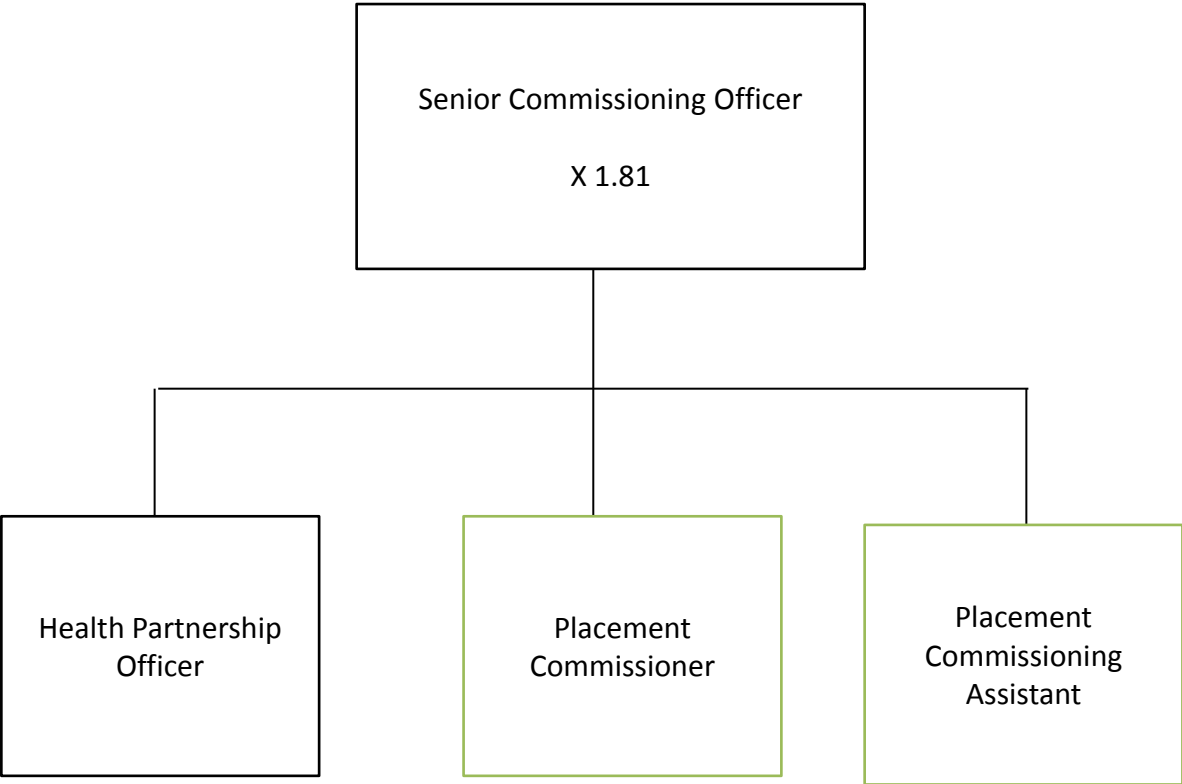 Senior Commissioning Officer
X 1.81
Health Partnership
Officer
Placement
Commissioner
Placement
Commissioning
Assistant